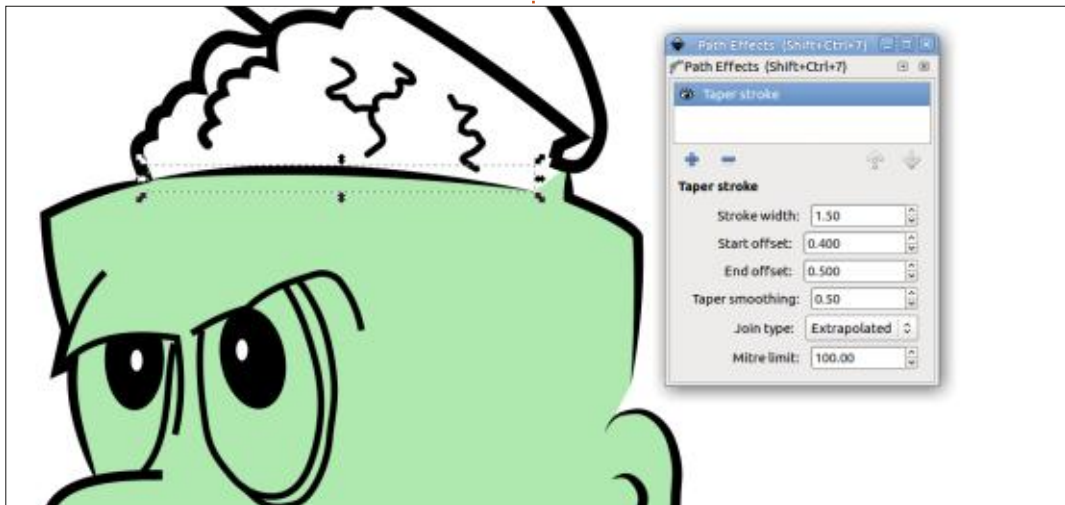 Path Effects (Shift+Ctrl+7)
Path Effects (Shift+Ctrl+7)
Taper stroke
Taper stroke
Stroke width: 1.50
Start offset: 0.400
End offset: 0.500
Taper smoothing: 0.50
Join type: Extrapolated
Mitre limit: 100.00